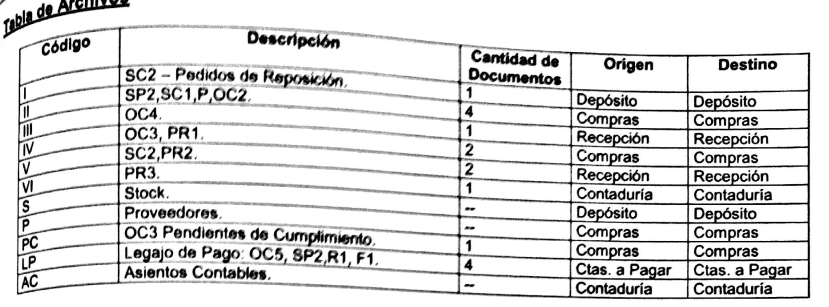 Tabla de Archivos
Código Descripción Cantidad de Documentos Origen Destino
I SC2 – Pedidos de Reposición. 1 Depósito Depósito
II SP2,SC1,P,OC2. 4 Compras Compras
III OC4. 1 Recepción Recepción
IV OC3, PR1. 2 Compras Compras
V SC2,PR2. 2 Recepción Recepción
VI PR3. 1 Contaduría Contaduría
S Stock. -- Depósito Depósito
P Proveedores. -- Compras Compras
PC OC3 Pendientes de Cumplimiento. 1 Compras Compras
LP Legajo de Pago: OC5, SP2,R1, F1. 4 Ctas. a Pagar Ctas. a Pagar
AC Asientos Contables. -- Contaduría Contaduría